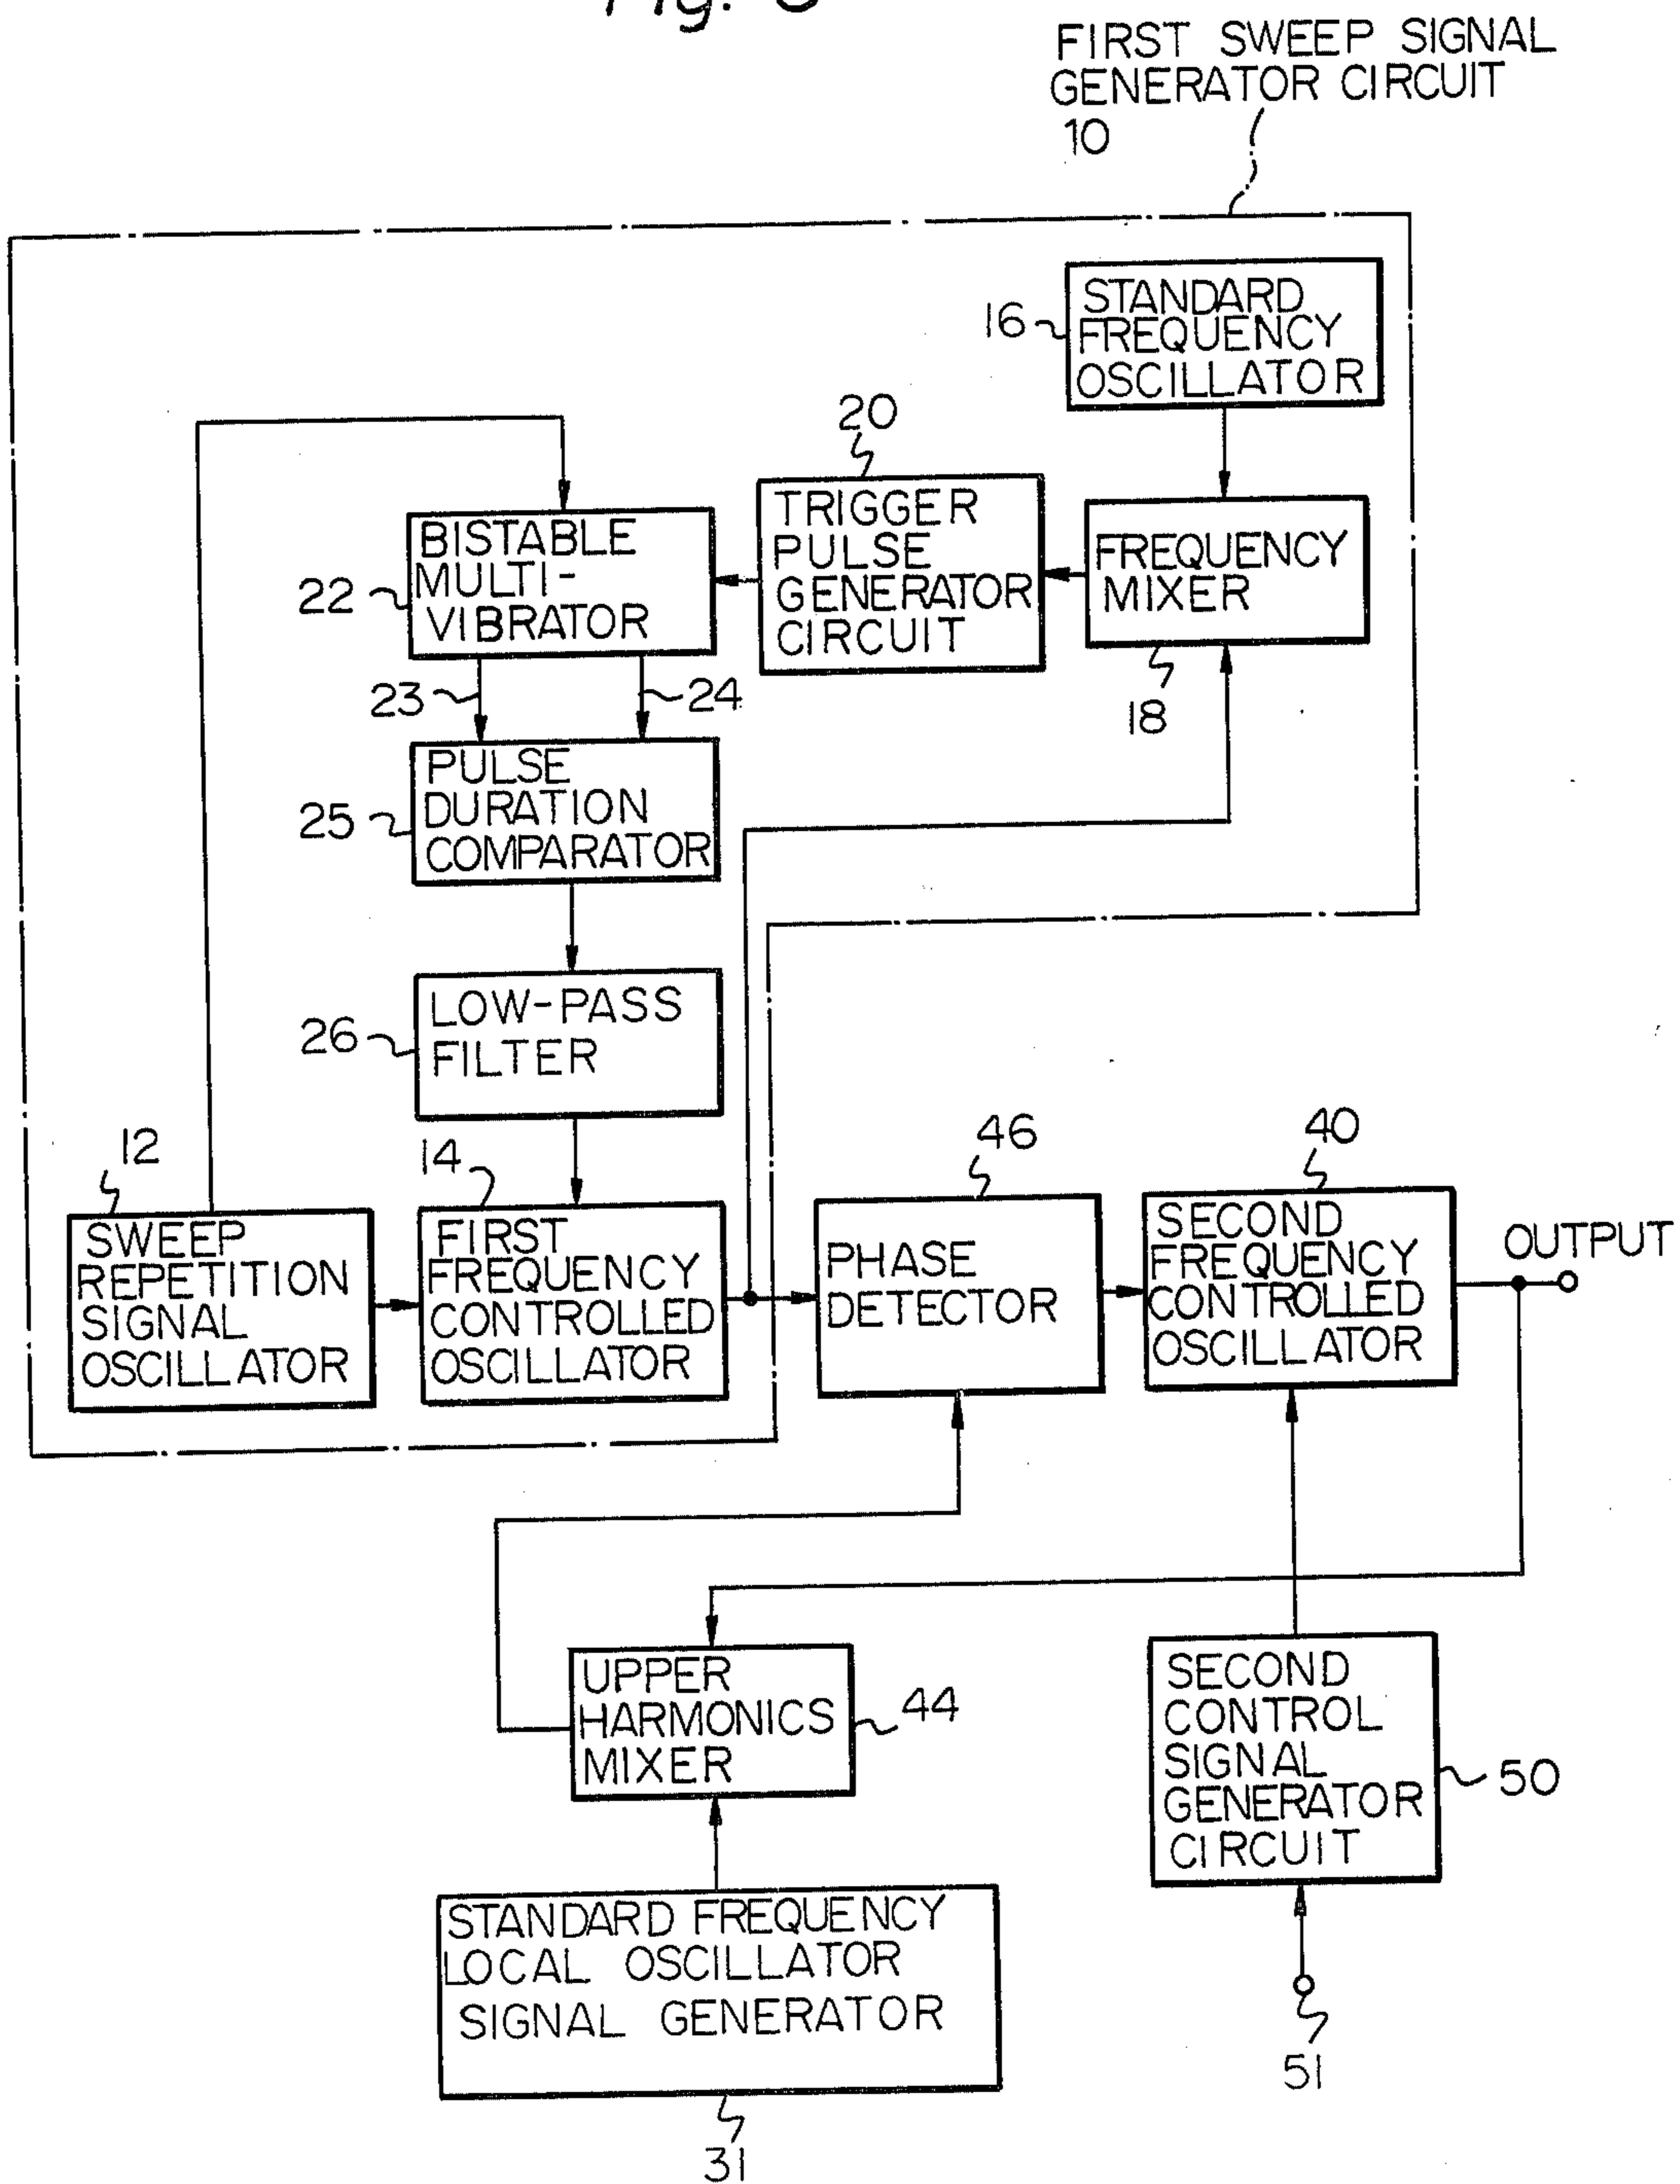 Fig.
FIRST SWEEP SIGNAL
GENERATOR CIRCUIT
10
STANDARD
FREQUENCY
OSCILLATOR
16
20
TRIGGER
PULSE
GENERATOR
CIRCUIT
FREQUENCY
MIXER
18
BISTABLE
MULTI-
VIBRATOR
22
23
24
PULSE
DURATION
COMPARATOR
25
LOW-PASS
FILTER
26
12
SWEEP
REPETITION
SIGNAL
OSCILLATOR
14
FIRST
FREQUENCY
CONTROLLED
OSCILLATOR
46
PHASE
DETECTOR
40
SECOND
FREQUENCY
CONTROLLED
OSCILLATOR
OUTPUT
UPPER
HARMONICS
MIXER
44
SECOND
CONTROL
SIGNAL
GENERATOR
CIRCUIT
50
STANDARD FREQUENCY
LOCAL OSCILLATOR
SIGNAL GENERATOR
31
51